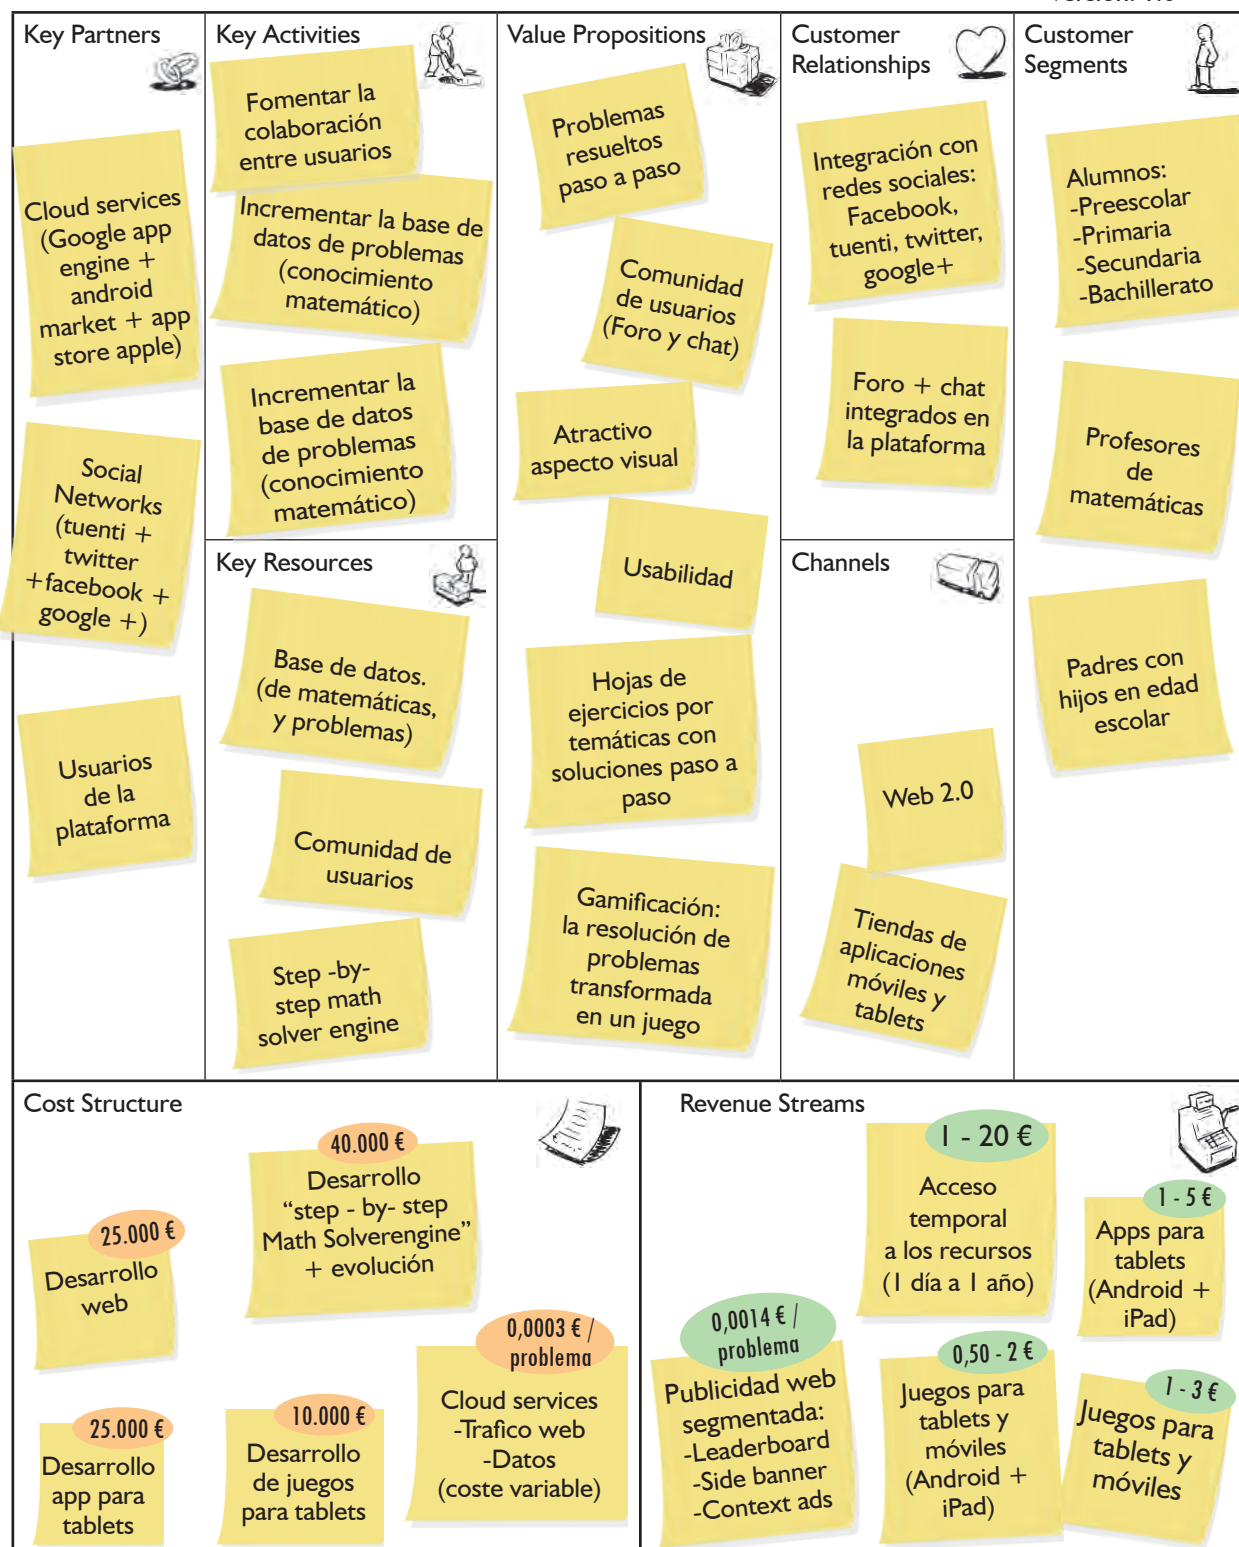 Key Partners
Cloud services
(Google app
engine +
android
market + app
store apple)
Social
Networks
(tuenti +
twitter
+facebook +
google +)
Usuarios
de la
plataforma
Key Activities
Fomentar la
colaboración
entre usuarios
Incrementar la base de
datos de problemas
(conocimiento
matemático)
Incrementar la
base de datos
de problemas
(conocimiento
matemático)
Key Resources
Base de datos.
(de matemáticas,
y problemas)
Comunidad de
usuarios
Step -by-
step math
solver engine
Value Propositions
Problemas
resueltos
paso a paso
Comunidad
de usuarios
(Foro y chat)
Atractivo
aspecto visual
Usabilidad
Hojas de
ejercicios por
temáticas con
soluciones paso a
paso
Gamificación:
la resolución de
problemas
transformada
en un juego
Customer
Relationships
Integración con
redes sociales:
Facebook,
tuenti, twitter,
google+
Foro + chat
integrados en
la plataforma
Channels
Web 2.0
Tiendas de
aplicaciones
móviles y
tablets
Customer
Segments
Alumnos:
-Preescolar
-Primaria
-Secundaria
-Bachillerato
Profesores
de
matemáticas
Padres con
hijos en edad
escolar
Cost Structure
40.000 €
Desarrollo
“step - by- step
Math Solverengine”
+ evolución
25.000 €
Desarrollo
web
0,0003 € /
problema
Cloud services
-Trafico web
-Datos
(coste variable)
25.000 €
Desarrollo
app para
tablets
10.000 €
Desarrollo
de juegos
para tablets
Revenue Streams
1 - 20 €
Acceso
temporal
a los recursos
(1 día a 1 año)
1 - 5 €
Apps para
tablets
(Android +
iPad)
0,0014 € /
problema
Publicidad web
segmentada:
-Leaderboard
-Side banner
-Context ads
0,50 - 2 €
Juegos para
tablets y
móviles
(Android +
iPad)
1 - 3 €
Juegos para
tablets y
móviles